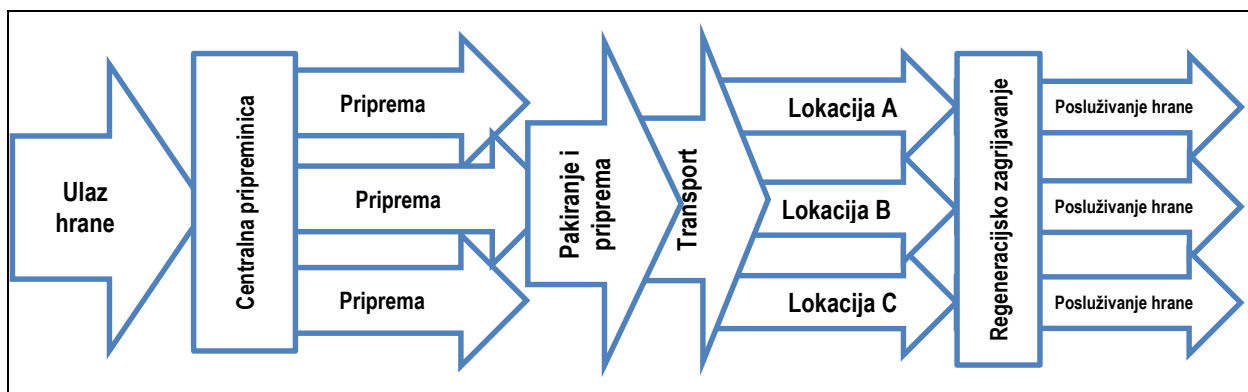 Ulaz
hrane
Centralna pripreminica
Priprema
Priprema
Priprema
Pakiranje i
priprema
Transport
Lokacija A
Lokacija B
Lokacija C
Regeneracijsko zagrijavanje
Posluživanje hrane
Posluživanje hrane
Posluživanje hrane